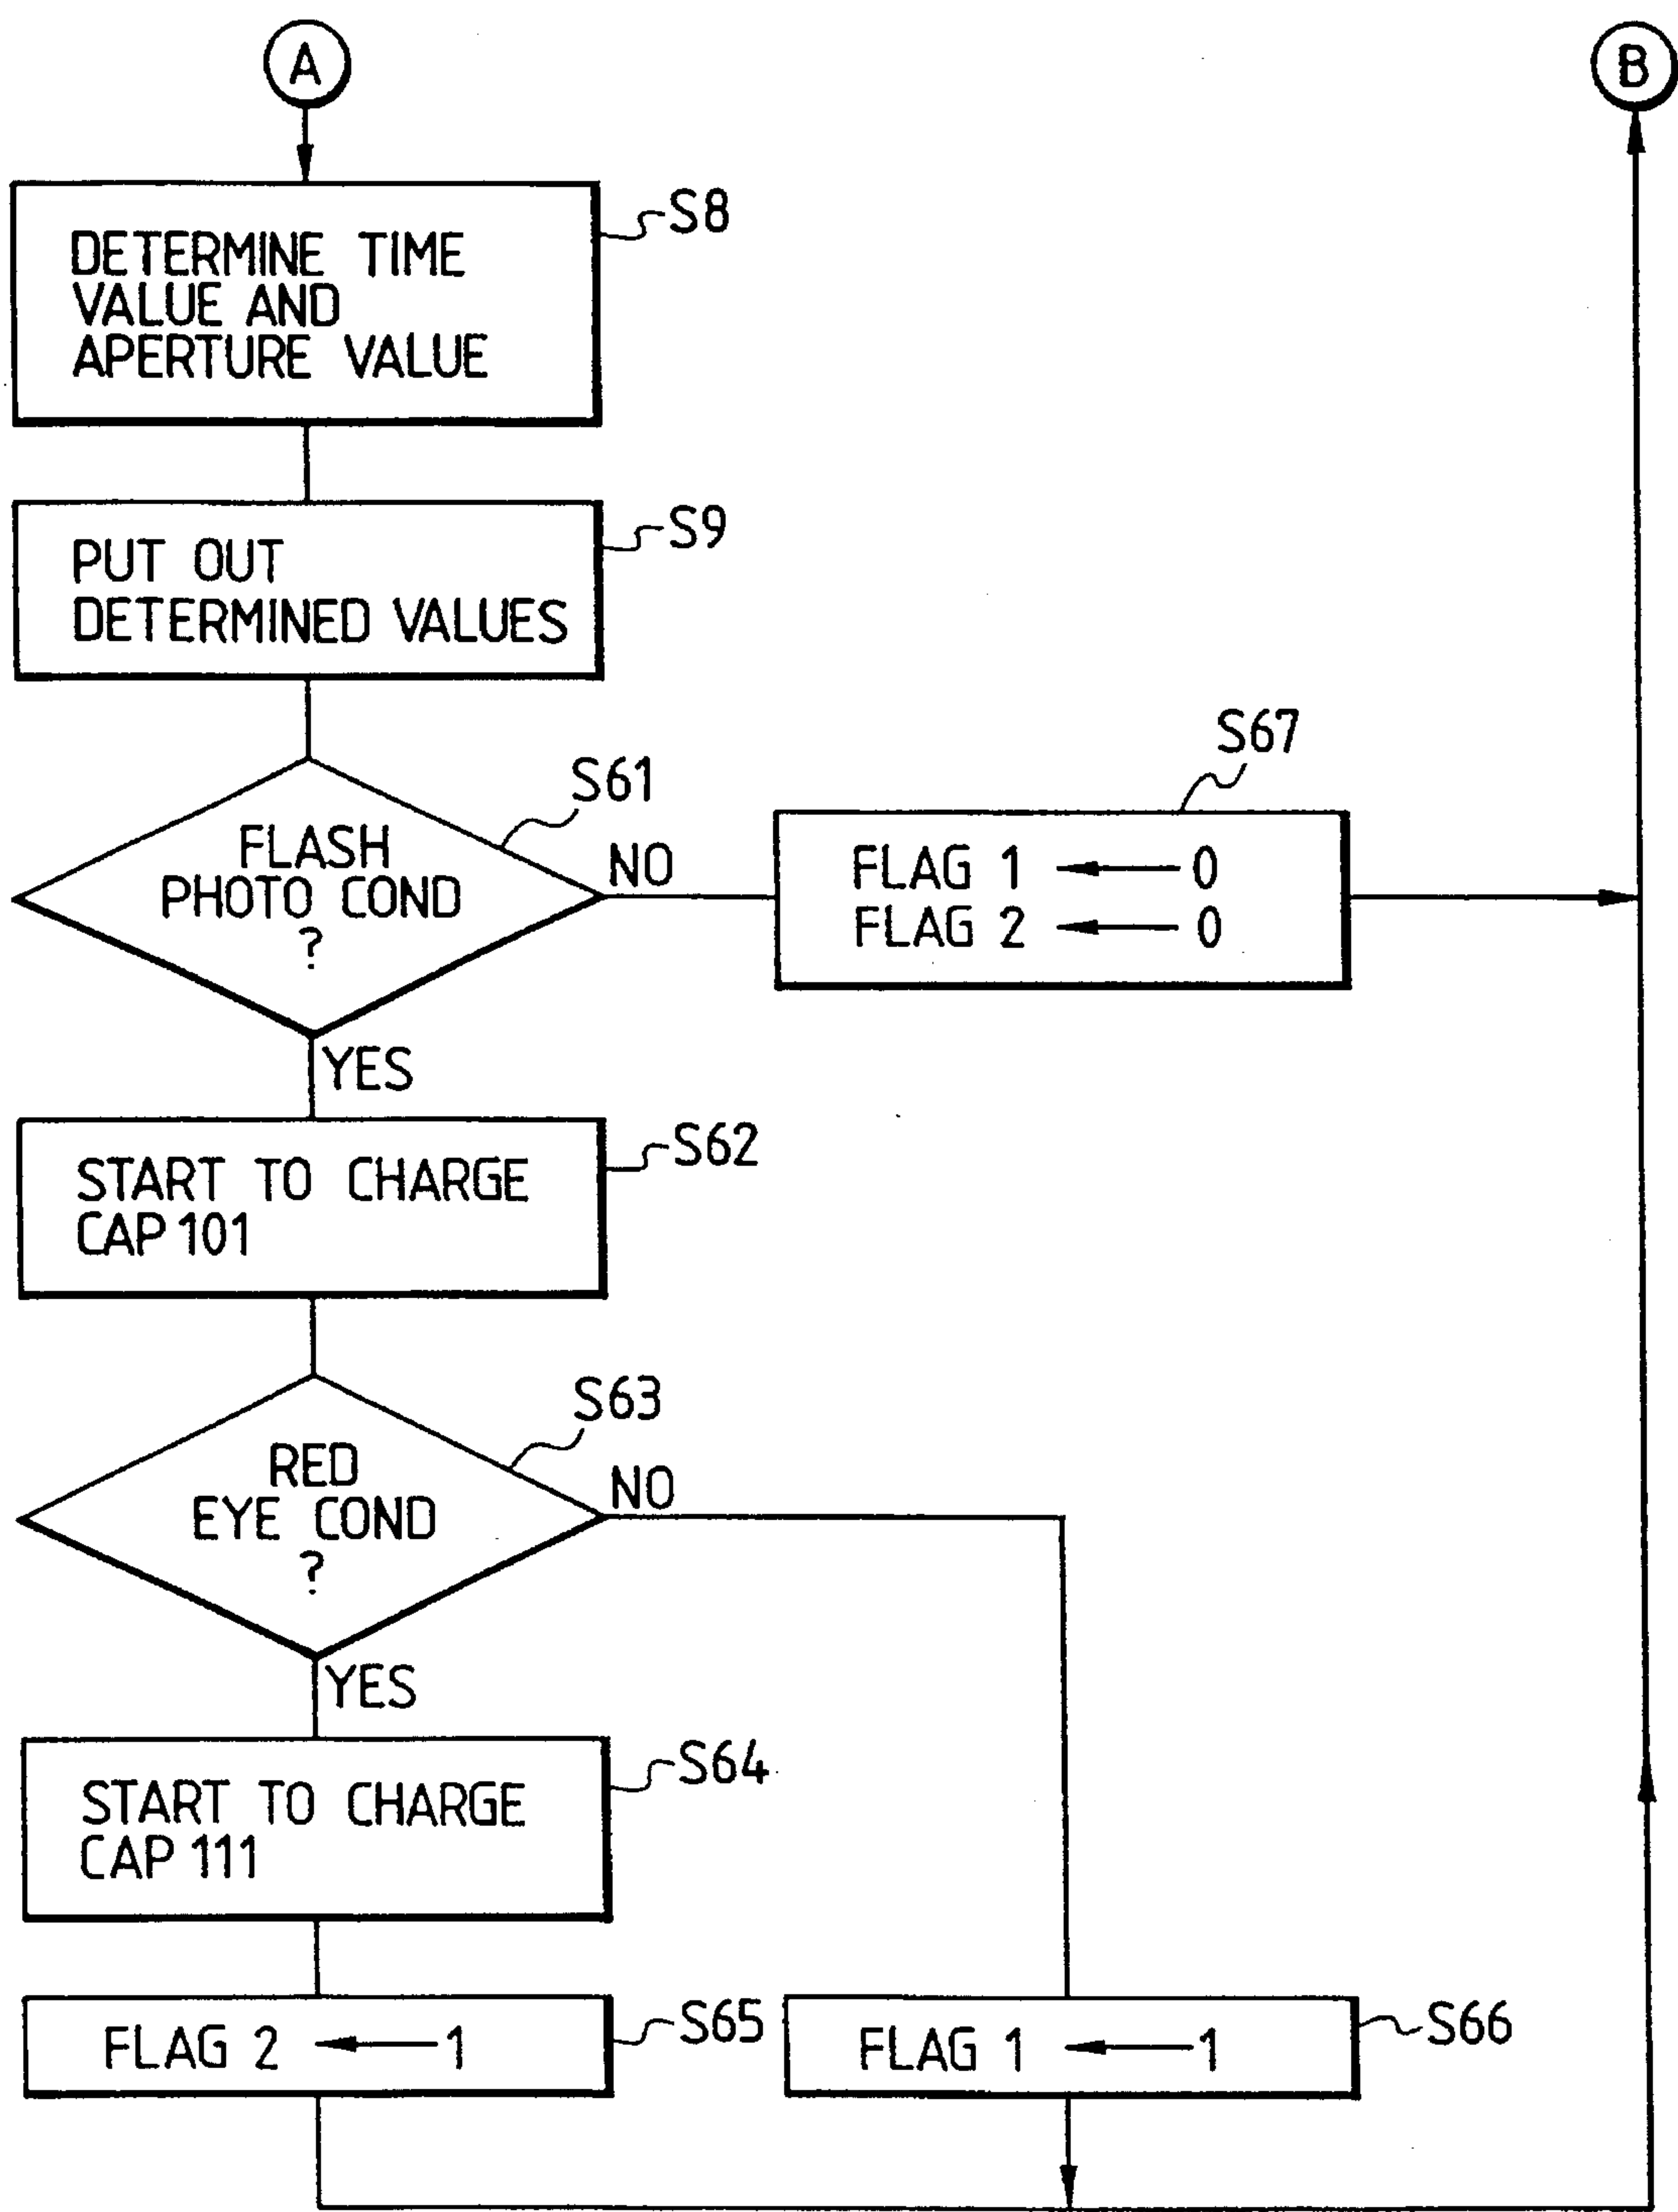 A
B
S8
DETERMINE TIME
VALUE AND
APERTURE VALUE
S9
PUT OUT
DETERMINED VALUES
S61
FLASH
PHOTO COND
?
NO
S67
FLAG 1 ← 0
FLAG 2 ← 0
YES
S62
START TO CHARGE
CAP 101
S63
RED
EYE COND
?
NO
YES
S64
START TO CHARGE
CAP 111
S65
FLAG 2 ← 1
S66
FLAG 1 ← 1